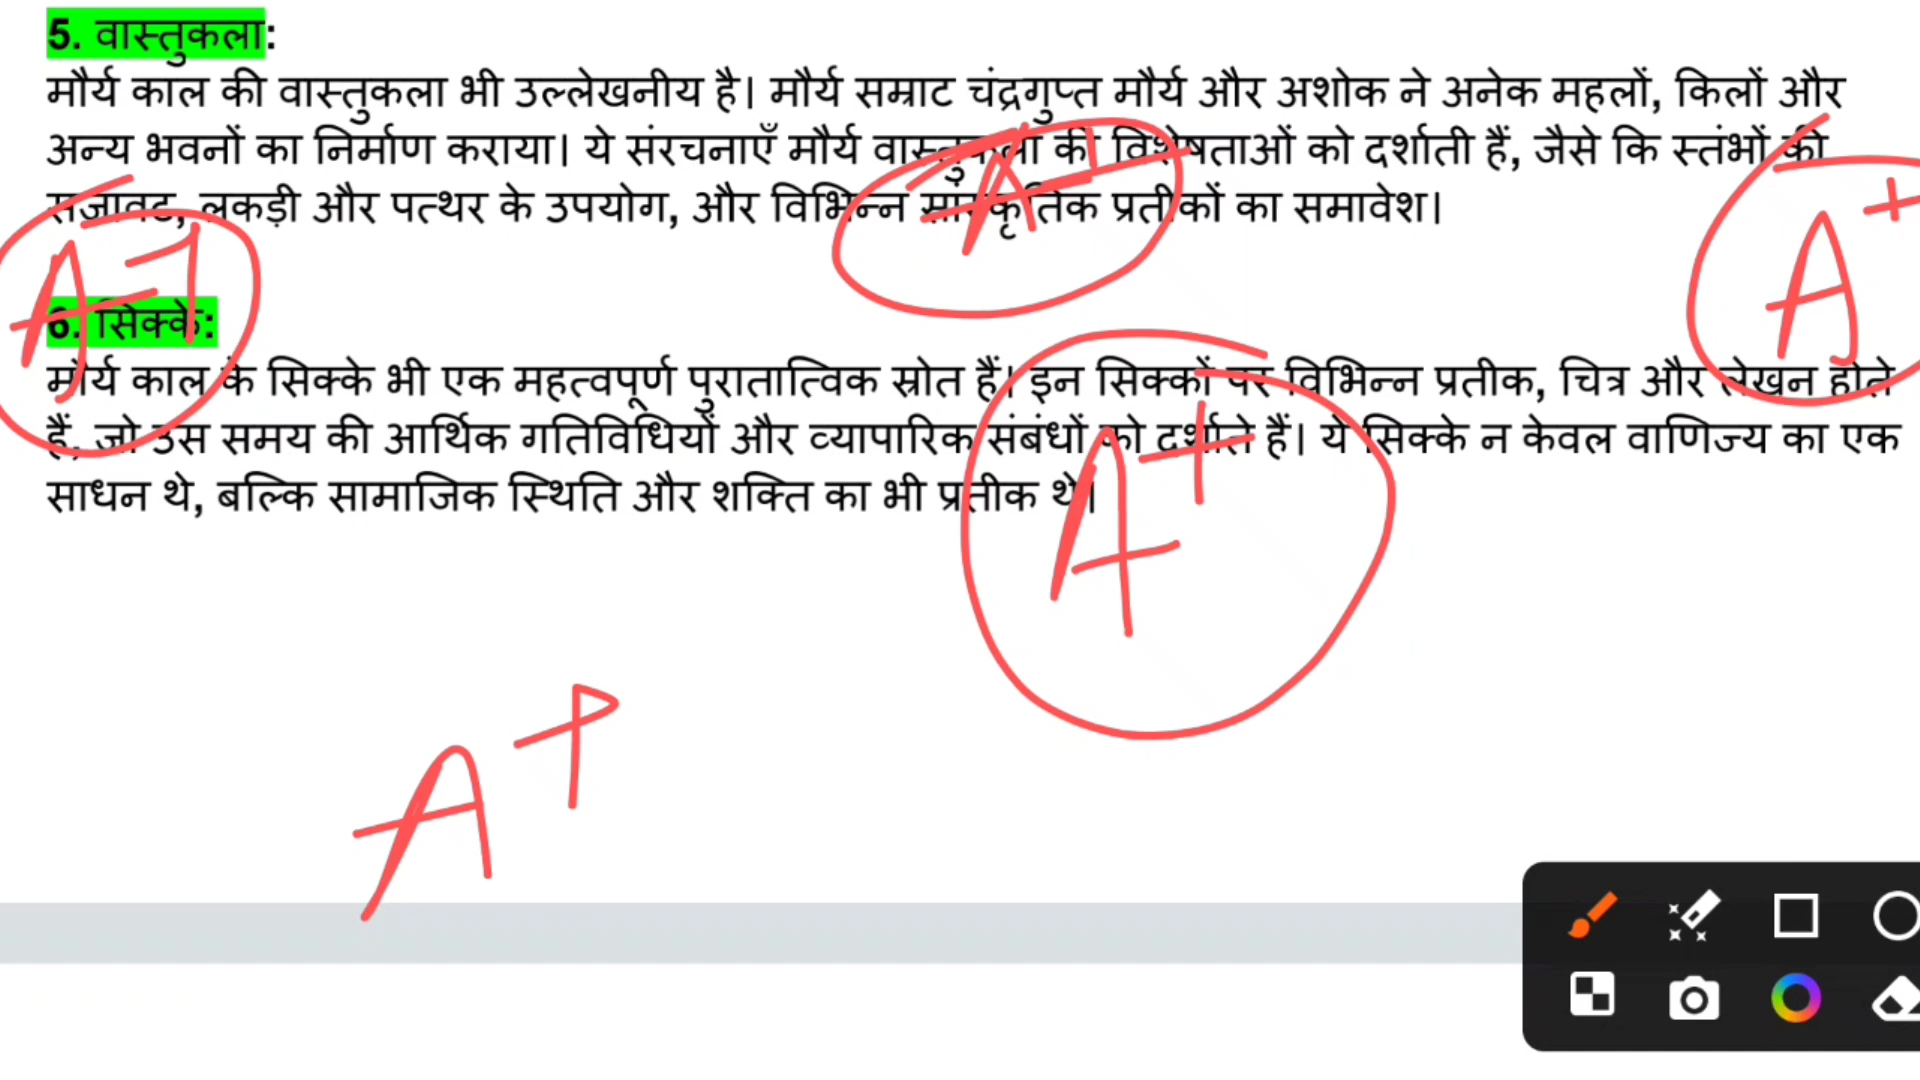 5. वास्तुकला:
मौर्य काल की वास्तुकला भी उल्लेखनीय है। मौर्य सम्राट चंद्रगुप्त मौर्य और अशोक ने अनेक महलों, किलों और
अन्य भवनों का निर्माण कराया। ये संरचनाएँ मौर्य वास्तुकला की विशेषताओं को दर्शाती हैं, जैसे कि स्तंभों की
सजावट, लकड़ी और पत्थर के उपयोग, और विभिन्न सांस्कृतिक प्रतीकों का समावेश।
A+
A+
A+
6. सिक्के:
मौर्य काल के सिक्के भी एक महत्वपूर्ण पुरातात्विक स्रोत हैं। इन सिक्कों पर विभिन्न प्रतीक, चित्र और लेखन होते
हैं, जो उस समय की आर्थिक गतिविधियों और व्यापारिक संबंधों को दर्शाते हैं। ये सिक्के न केवल वाणिज्य का एक
साधन थे, बल्कि सामाजिक स्थिति और शक्ति का भी प्रतीक थे।
A+
A+